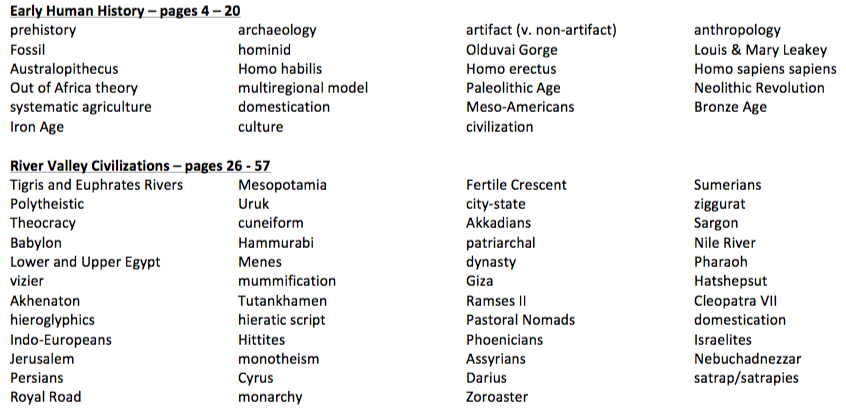 Early Human History – pages 4 – 20
prehistory archaeology artifact (v. non-artifact) anthropology
Fossil hominid Olduvai Gorge Louis & Mary Leakey
Australopithecus Homo habilis Homo erectus Homo sapiens sapiens
Out of Africa theory multiregional model Paleolithic Age Neolithic Revolution
systematic agriculture domestication Meso-Americans Bronze Age
Iron Age culture civilization
River Valley Civilizations – pages 26 - 57
Tigris and Euphrates Rivers Mesopotamia Fertile Crescent Sumerians
Polytheistic Uruk city-state ziggurat
Theocracy cuneiform Akkadians Sargon
Babylon Hammurabi patriarchal Nile River
Lower and Upper Egypt Menes dynasty Pharaoh
vizier mummification Giza Hatshepsut
Akhenaton Tutankhamen Ramses II Cleopatra VII
hieroglyphics hieratic script Pastoral Nomads domestication
Indo-Europeans Hittites Phoenicians Israelites
Jerusalem monotheism Assyrians Nebuchadnezzar
Persians Cyrus Darius satrap/satrapies
Royal Road monarchy Zoroaster